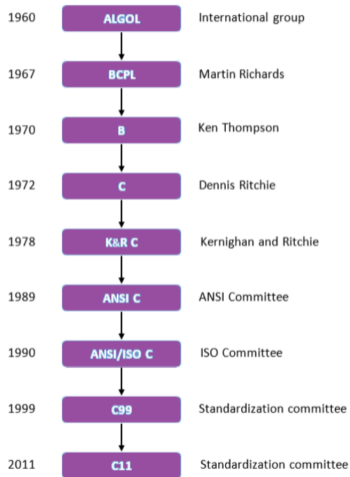 1960 ALGOL International group
1967 BCPL Martin Richards
1970 B Ken Thompson
1972 C Dennis Ritchie
1978 K&R C Kernighan and Ritchie
1989 ANSI C ANSI Committee
1990 ANSI/ISO C ISO Committee
1999 C99 Standardization committee
2011 C11 Standardization committee